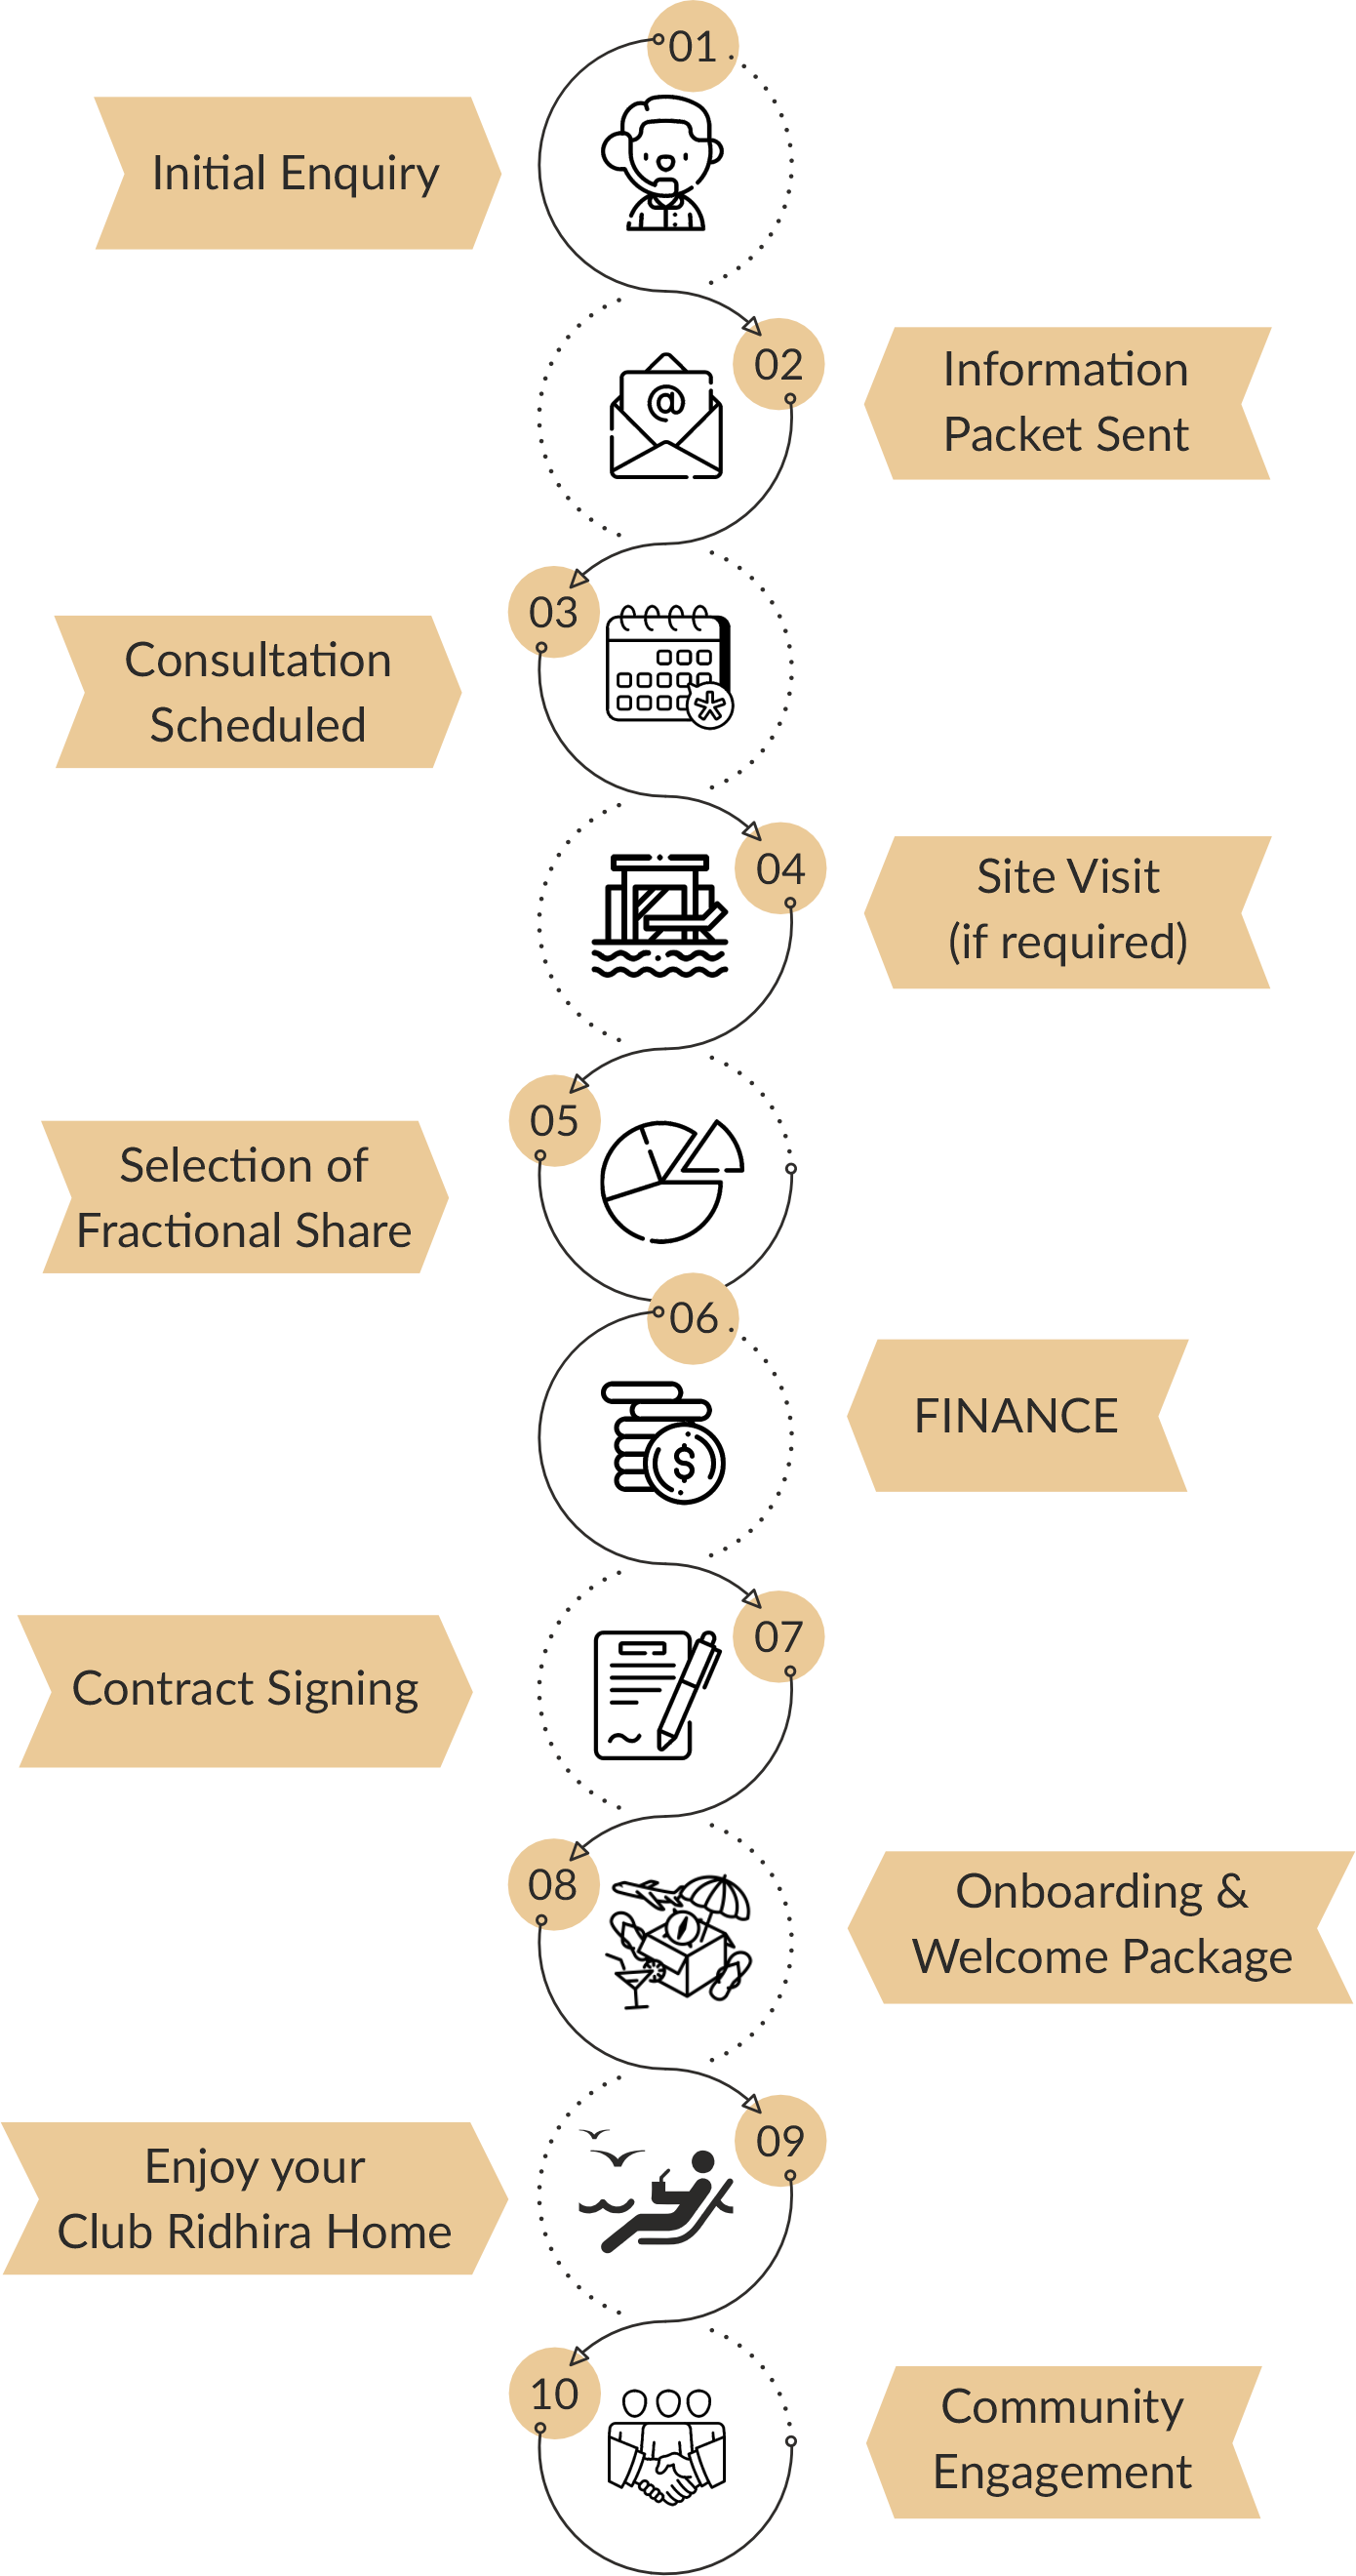 01
Initial Enquiry
02
Information
Packet Sent
@
03
Consultation
Scheduled
04
Site Visit
(if required)
05
Selection of
Fractional Share
06
FINANCE
$
07
Contract Signing
08
Onboarding &
Welcome Package
09
Enjoy your
Club Ridhira Home
10
Community
Engagement